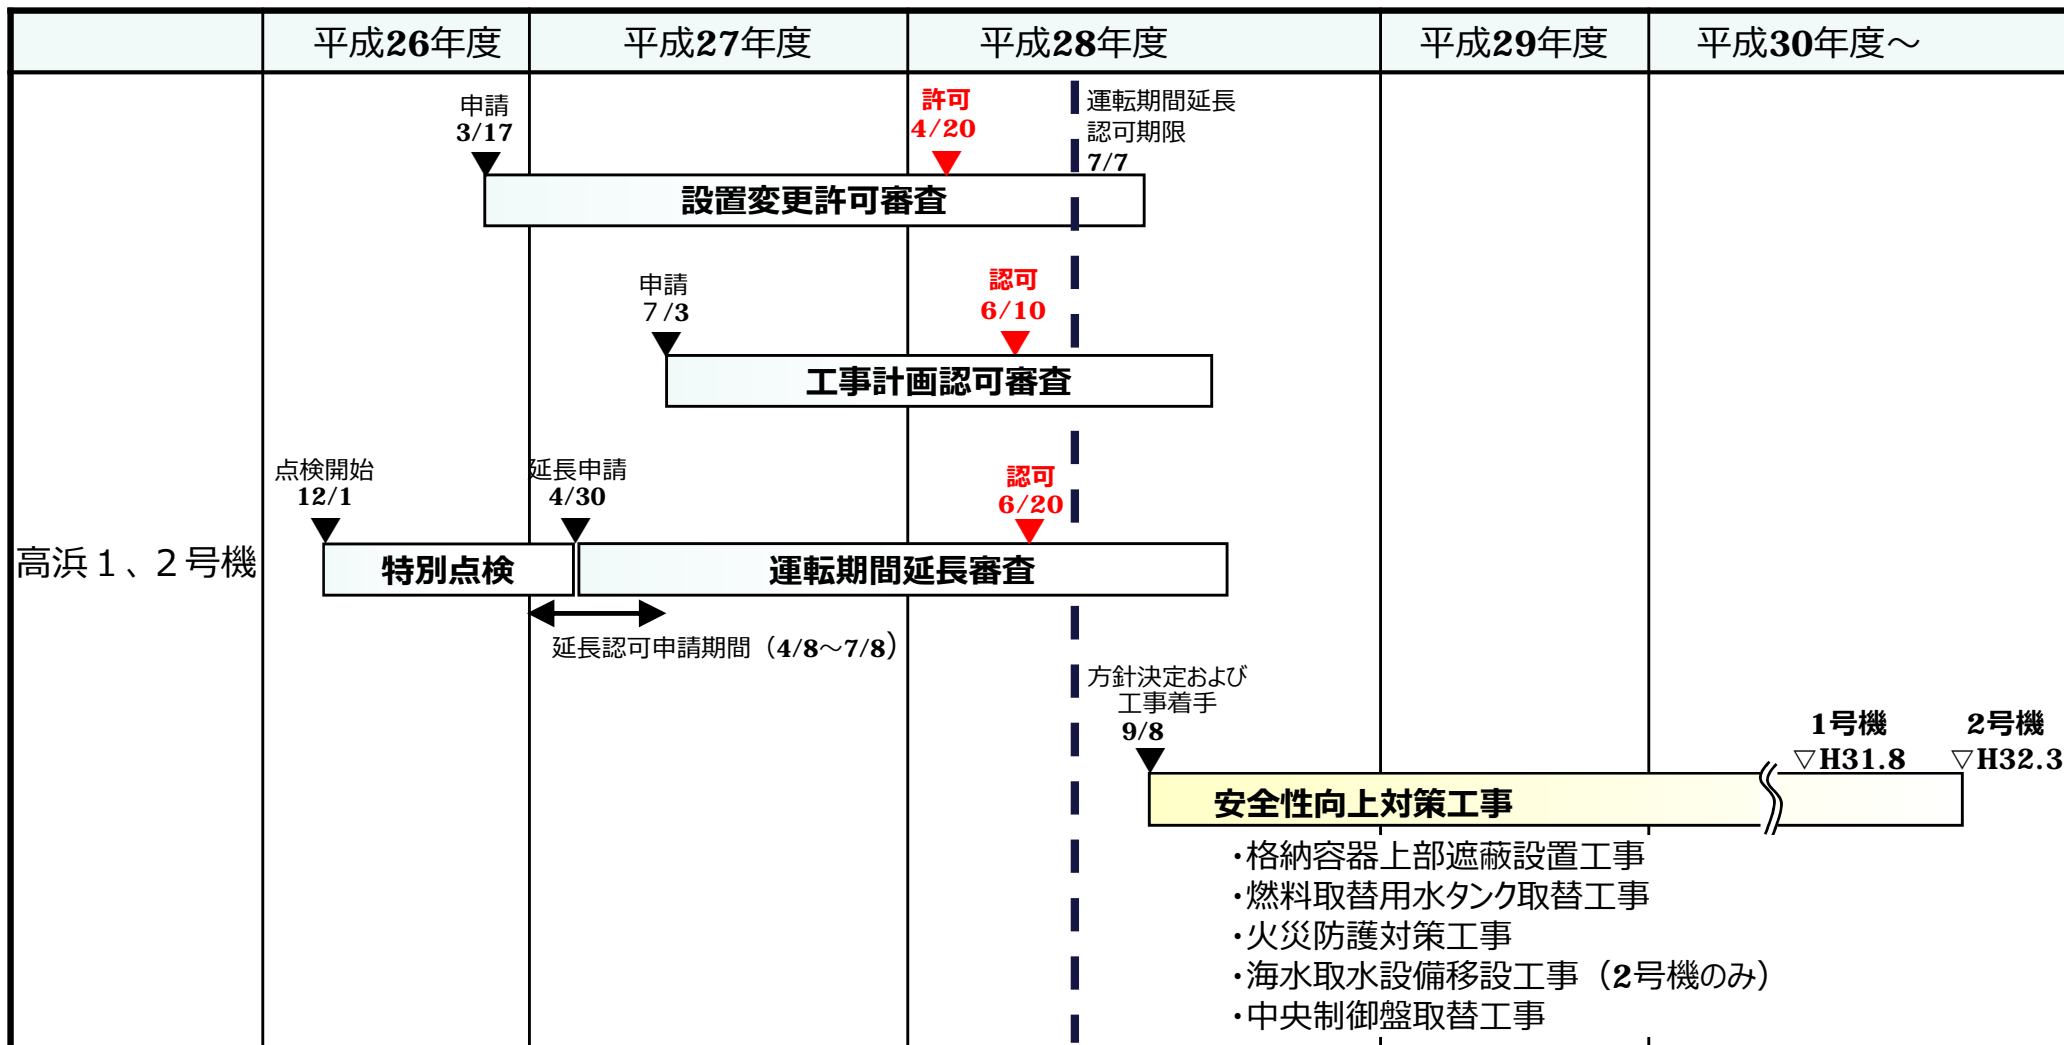 平成26年度
平成27年度
平成28年度
平成29年度
平成30年度～
高浜１、２号機
申請
3/17
許可
4/20
運転期間延長
認可期限
7/7
設置変更許可審査
申請
７/3
認可
6/10
工事計画認可審査
点検開始
12/1
延長申請
4/30
認可
6/20
特別点検
運転期間延長審査
延長認可申請期間（4/8～7/8）
方針決定および
工事着手
9/8
1号機
▽H31.8
2号機
▽H32.3
安全性向上対策工事
・格納容器上部遮蔽設置工事
・燃料取替用水タンク取替工事
・火災防護対策工事
・海水取水設備移設工事（2号機のみ）
・中央制御盤取替工事